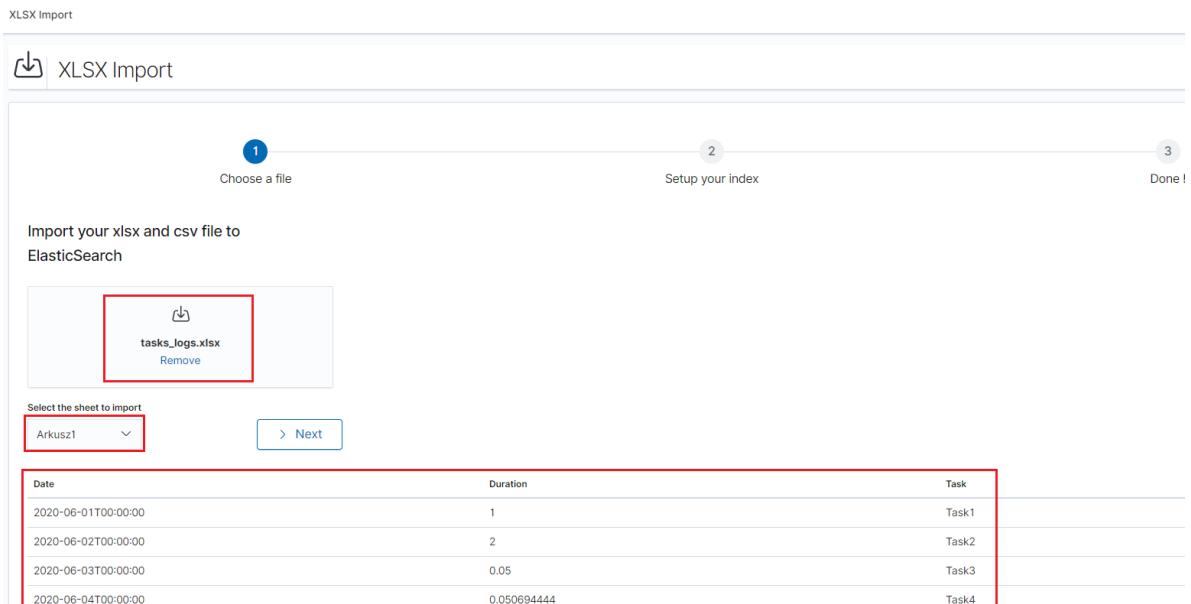 XLSX Import
XLSX Import
1 2 3
Choose a file Setup your index Done !
Import your xlsx and csv file to
ElasticSearch
tasks_logs.xlsx
Remove
Select the sheet to import
Arkusz1 Next
Date Duration Task
2020-06-01T00:00:00 1 Task1
2020-06-02T00:00:00 2 Task2
2020-06-03T00:00:00 0.05 Task3
2020-06-04T00:00:00 0.050694444 Task4